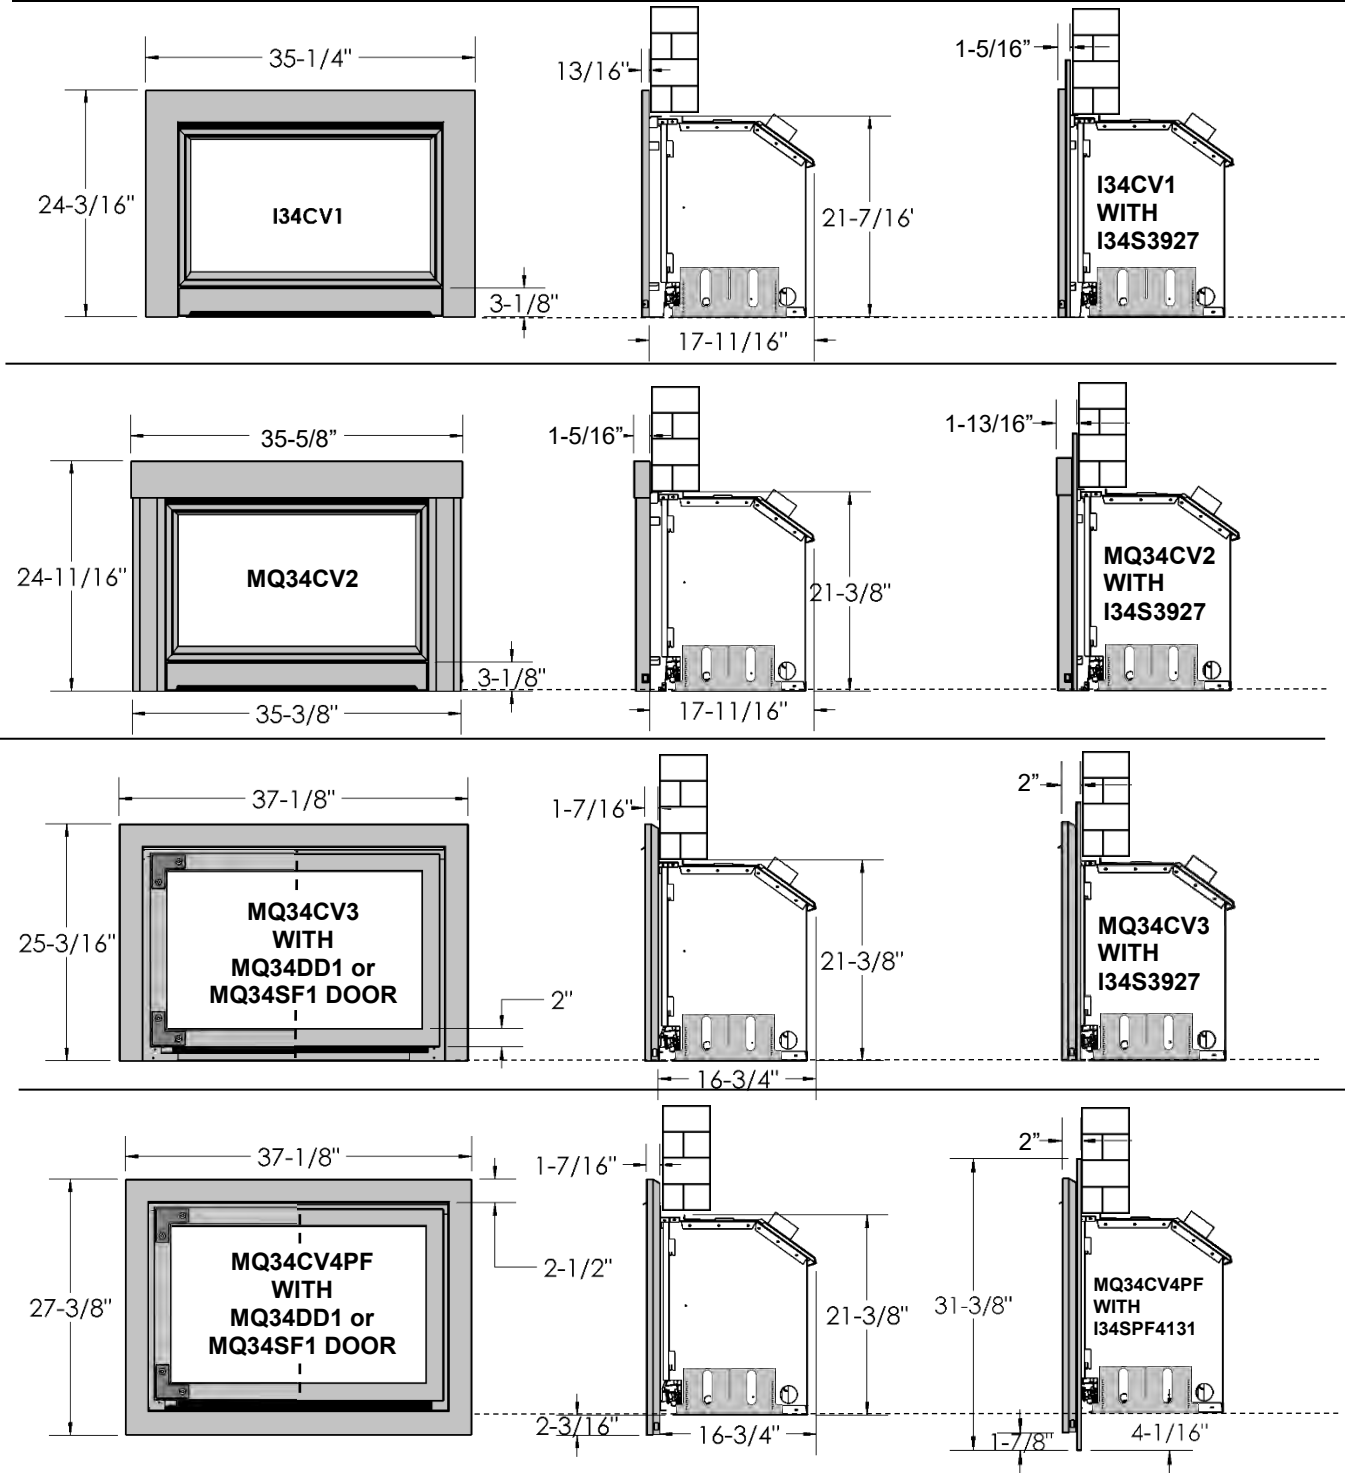 35-1/4"
24-3/16"
I34CV1
3-1/8"
13/16"
21-7/16'
17-11/16"
1-5/16”
I34CV1
WITH
I34S3927
35-5/8”
24-11/16"
MQ34CV2
3-1/8"
35-3/8"
1-5/16”
21-3/8"
17-11/16"
1-13/16”
MQ34CV2
WITH
I34S3927
37-1/8"
25-3/16"
MQ34CV3
WITH
MQ34DD1 or
MQ34SF1 DOOR
2"
1-7/16"
21-3/8"
16-3/4"
2”
MQ34CV3
WITH
I34S3927
37-1/8"
27-3/8"
MQ34CV4PF
WITH
MQ34DD1 or
MQ34SF1 DOOR
2-1/2"
1-7/16"
21-3/8"
2-3/16"
16-3/4"
2”
31-3/8"
MQ34CV4PF
WITH
I34SPF4131
1-7/8"
4-1/16"